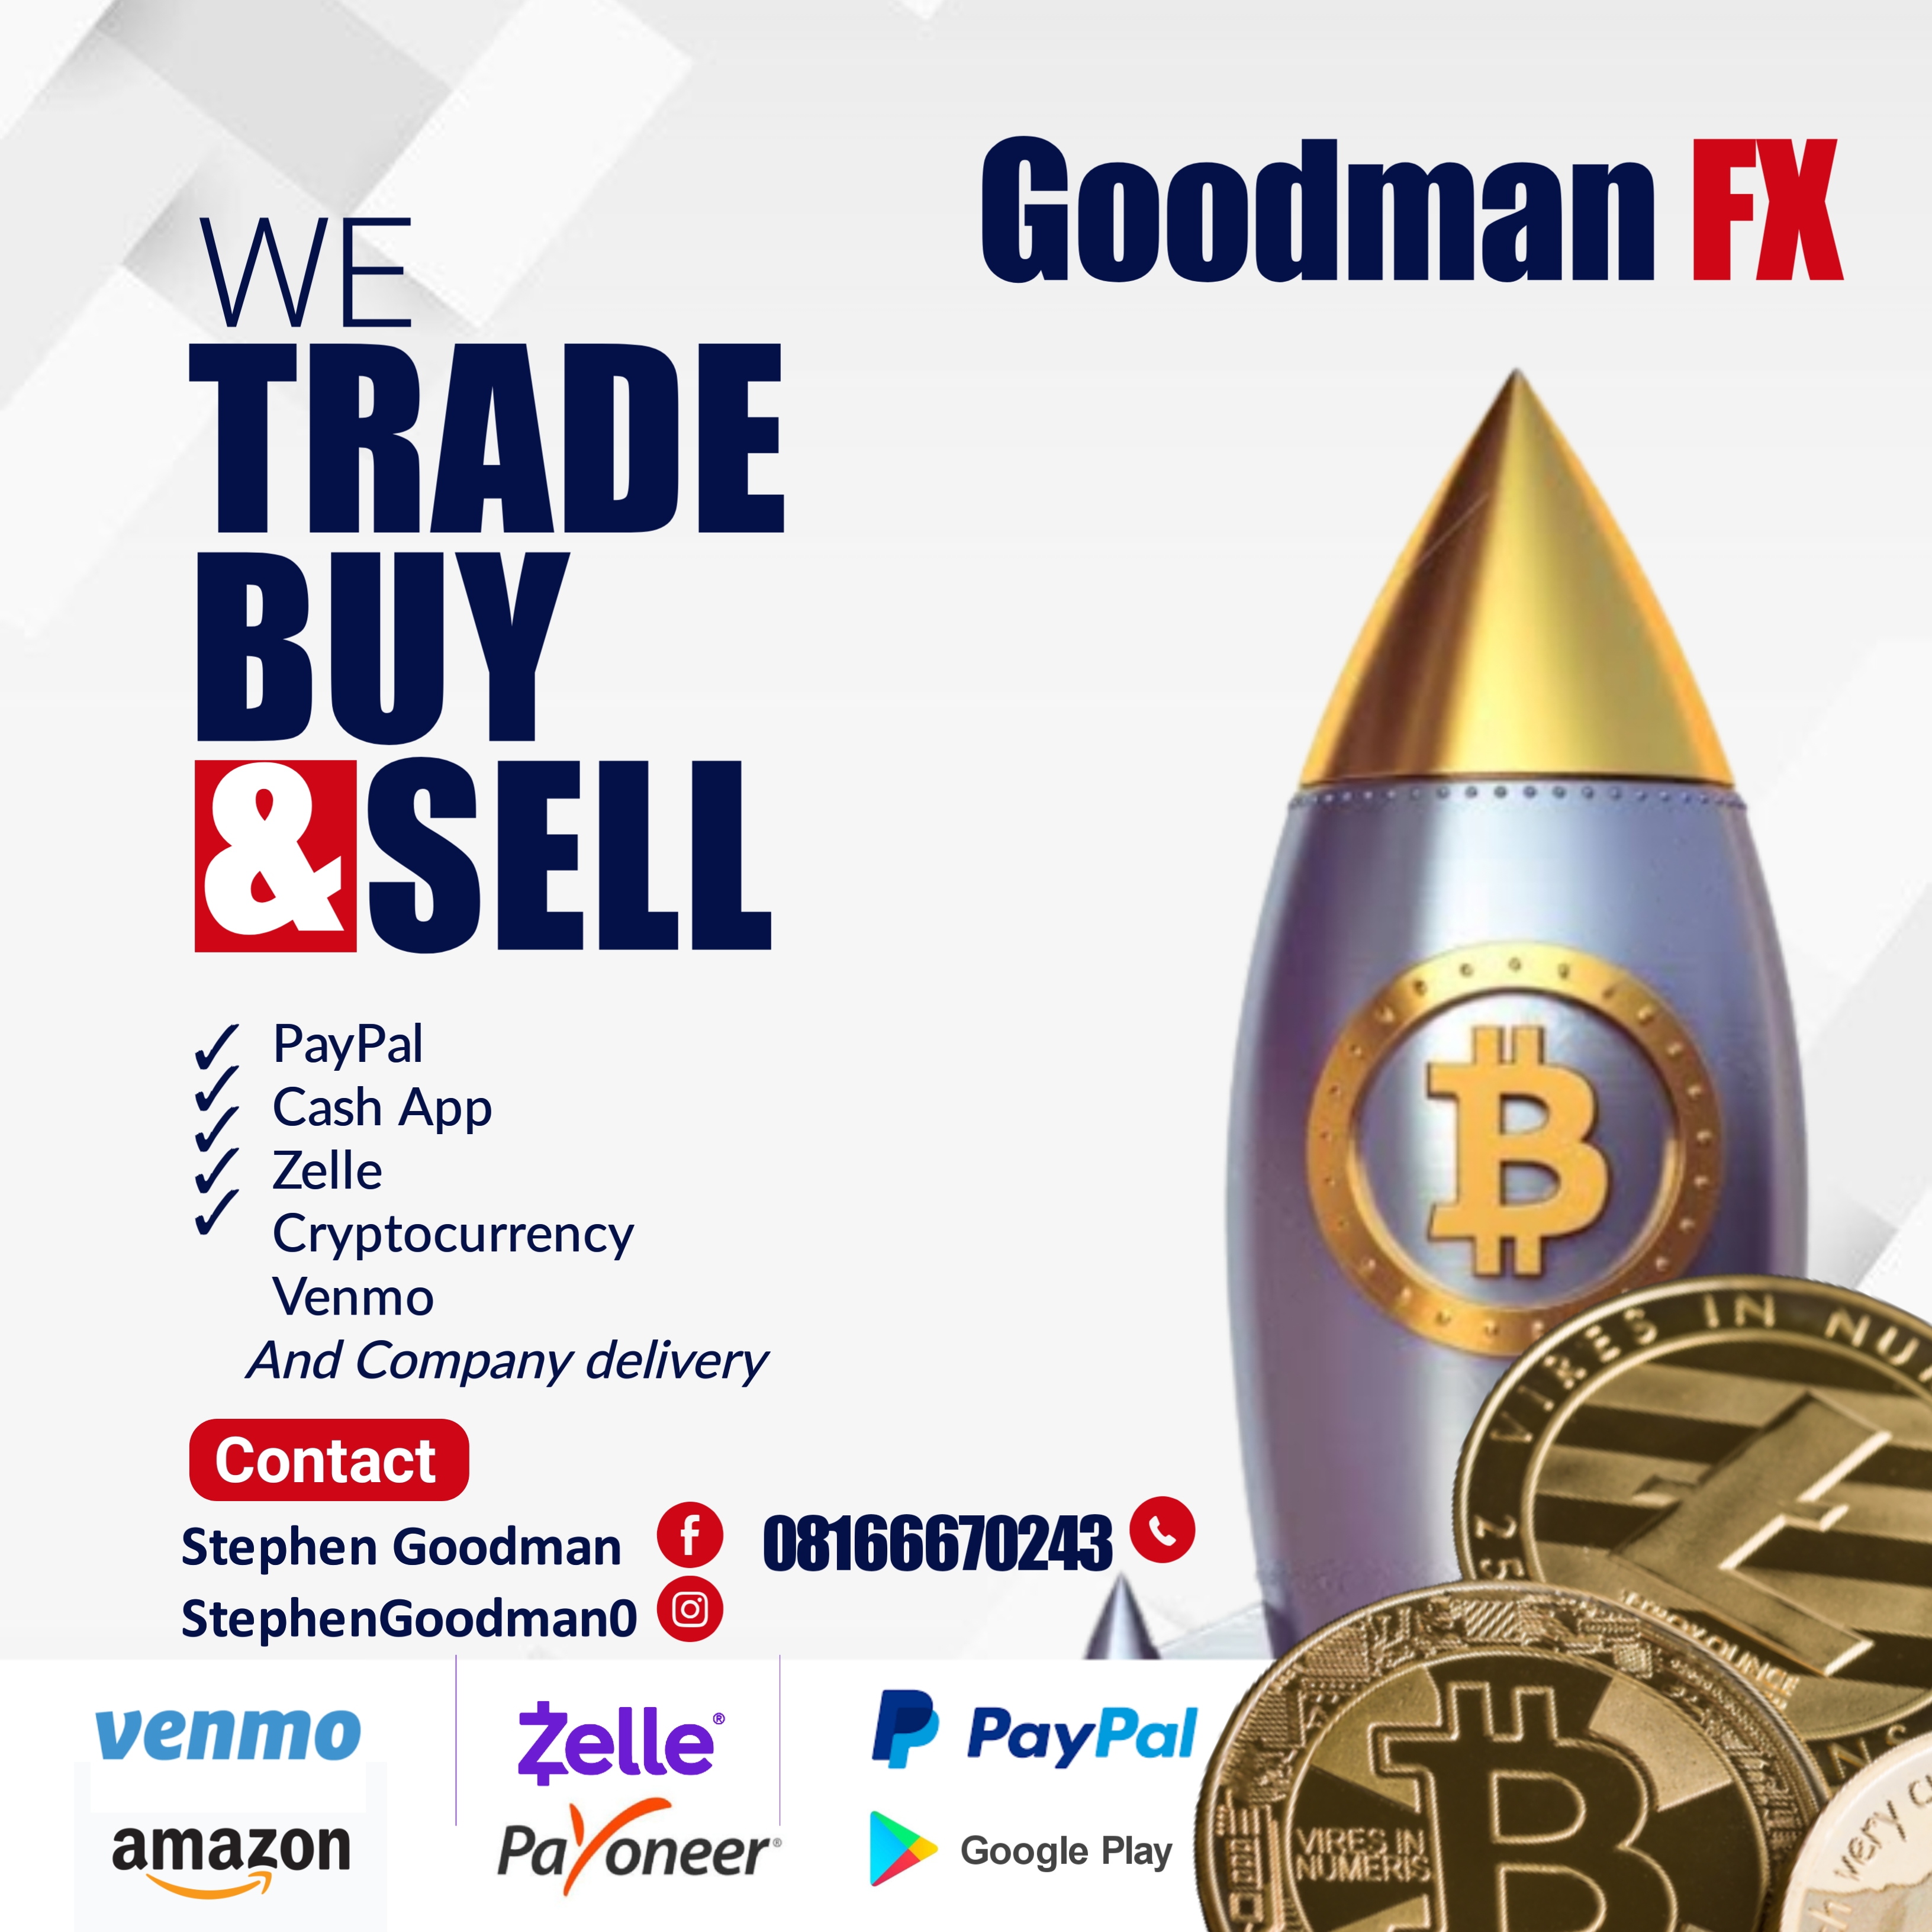 Goodman FX
WE
TRADE
BUY
&SELL
✓ PayPal
✓ Cash App
✓ Zelle
✓ Cryptocurrency
✓ Venmo
And Company delivery
Contact
Stephen Goodman
08166670243
StephenGoodman0
venmo
Zelle®
PayPal
amazon
Payoneer®
Google Play
VIRES IN
VIRES IN
NUMERIS
very